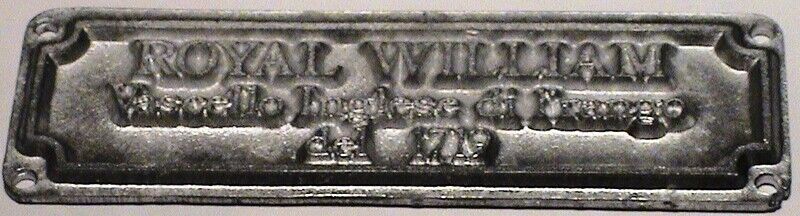 ROYAL WILLIAM
Vascello Inglese di I°rango
del 1719